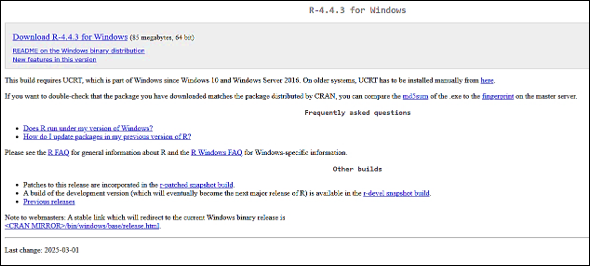 R-4.4.3 for Windows
Download R-4.4.3 for Windows (85 megabytes, 64 bit)
README on the Windows binary distribution
New features in this version
This build requires UCRT, which is part of Windows since Windows 10 and Windows Server 2016. On older systems, UCRT has to be installed manually from here.
If you want to double-check that the package you have downloaded matches the package distributed by CRAN, you can compare the md5sum of the .exe to the fingerprint on the master server.
Frequently asked questions
Does R run under my version of Windows?
How do I update packages in my previous version of R?
Please see the R FAQ for general information about R and the R Windows FAQ for Windows-specific information.
Other builds
Patches to this release are incorporated in the r-patched snapshot build.
A build of the development version (which will eventually become the next major release of R) is available in the r-devel snapshot build.
Previous releases
Note to webmasters: A stable link which will redirect to the current Windows binary release is
<CRAN MIRROR>/bin/windows/base/release.html.
Last change: 2025-03-01